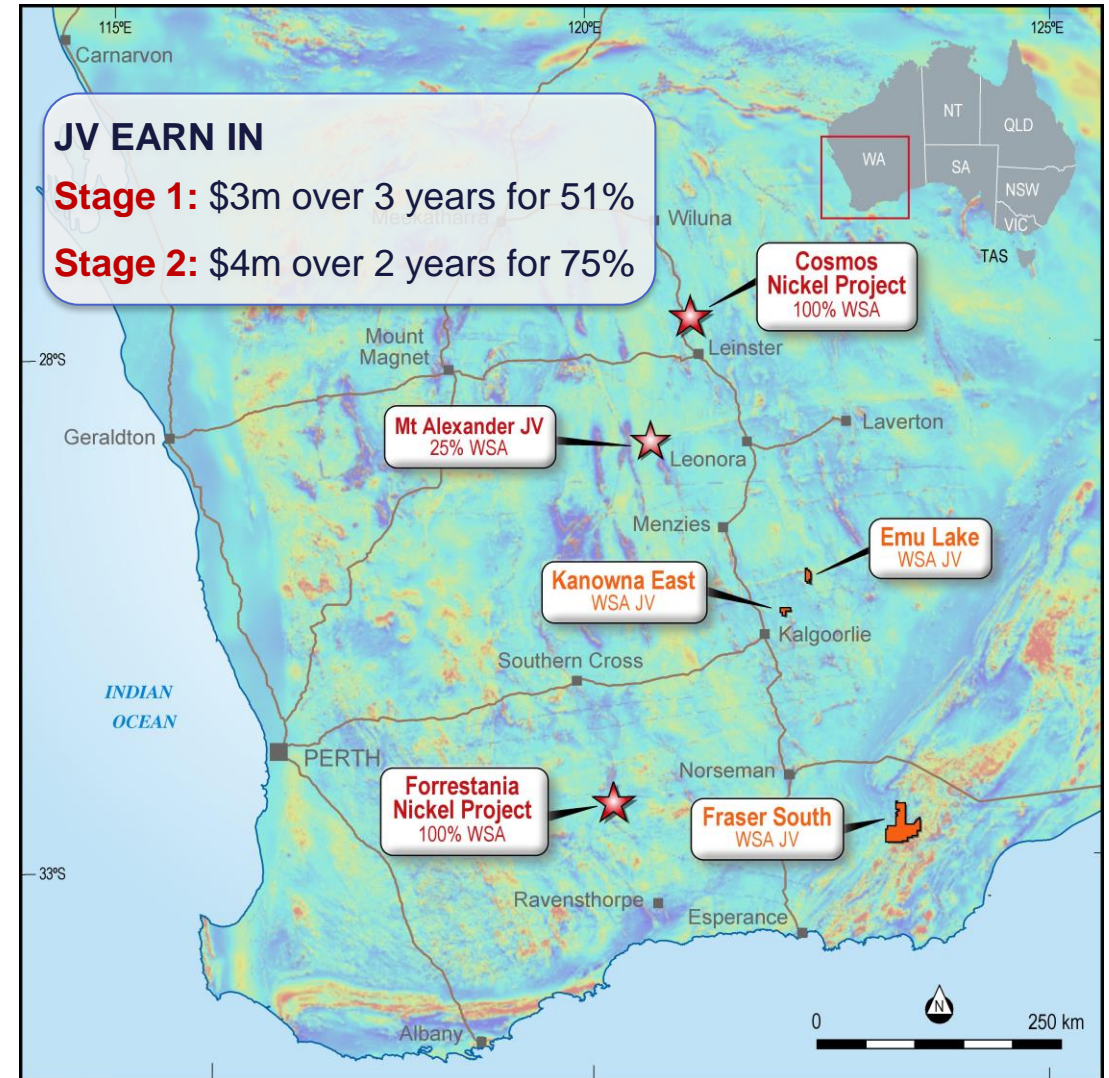 115ºE
120ºE
125ºE
Carnarvon
JV EARN IN
Stage 1: $3m over 3 years for 51%
Meekatharra
Stage 2: $4m over 2 years for 75%
NT
QLD
WA
SA
NSW
VIC
TAS
Wiluna
Cosmos
Nickel Project
100% WSA
Mount
Magnet
Leinster
28ºS
Geraldton
Mt Alexander JV
25% WSA
Leonora
Laverton
Menzies
Emu Lake
WSA JV
Kanowna East
WSA JV
Kalgoorlie
Southern Cross
INDIAN
OCEAN
PERTH
Norseman
Forrestania
Nickel Project
100% WSA
Fraser South
WSA JV
33ºS
Ravensthorpe
Esperance
Albany
N
0
250 km